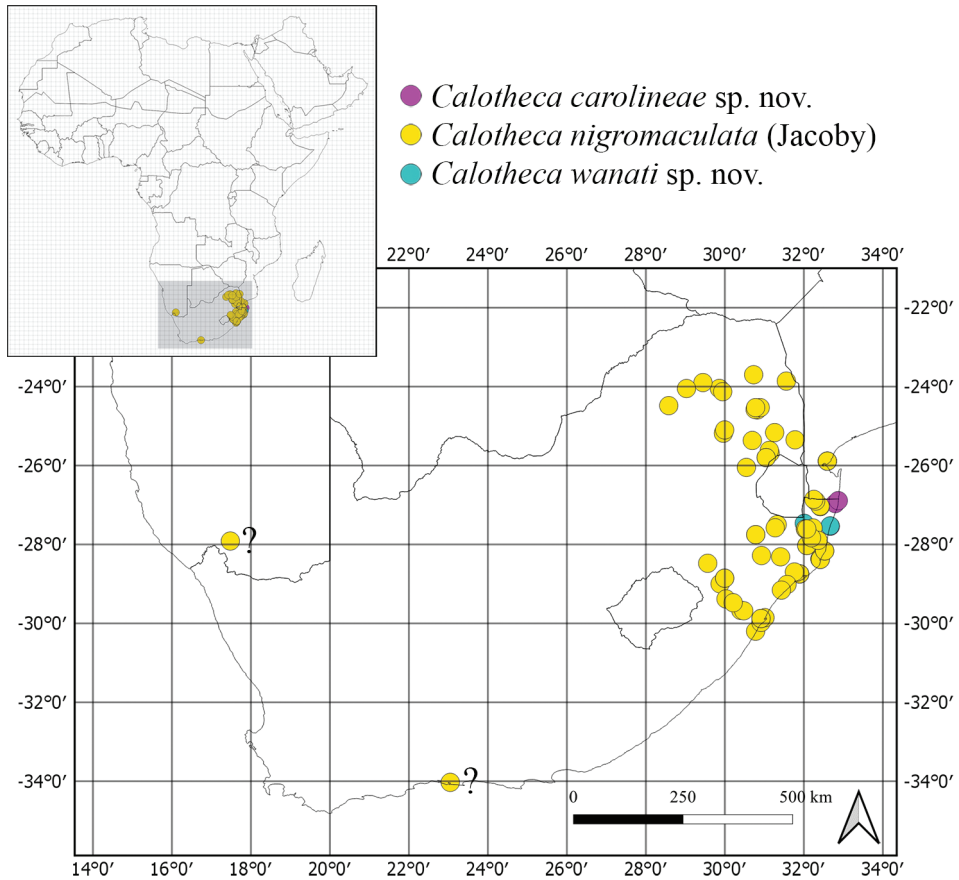 Calotheca carolineae sp. nov.
Calotheca nigromaculata (Jacoby)
Calotheca wanati sp. nov.
22°0′ 24°0′ 26°0′ 28°0′ 30°0′ 32°0′ 34°0′
-22°0′
-24°0′ -24°0′
-26°0′ -26°0′
?
-28°0′ -28°0′
-30°0′ -30°0′
-32°0′ -32°0′
?
-34°0′ -34°0′
0 250 500 km
14°0′ 16°0′ 18°0′ 20°0′ 22°0′ 24°0′ 26°0′ 28°0′ 30°0′ 32°0′ 34°0′